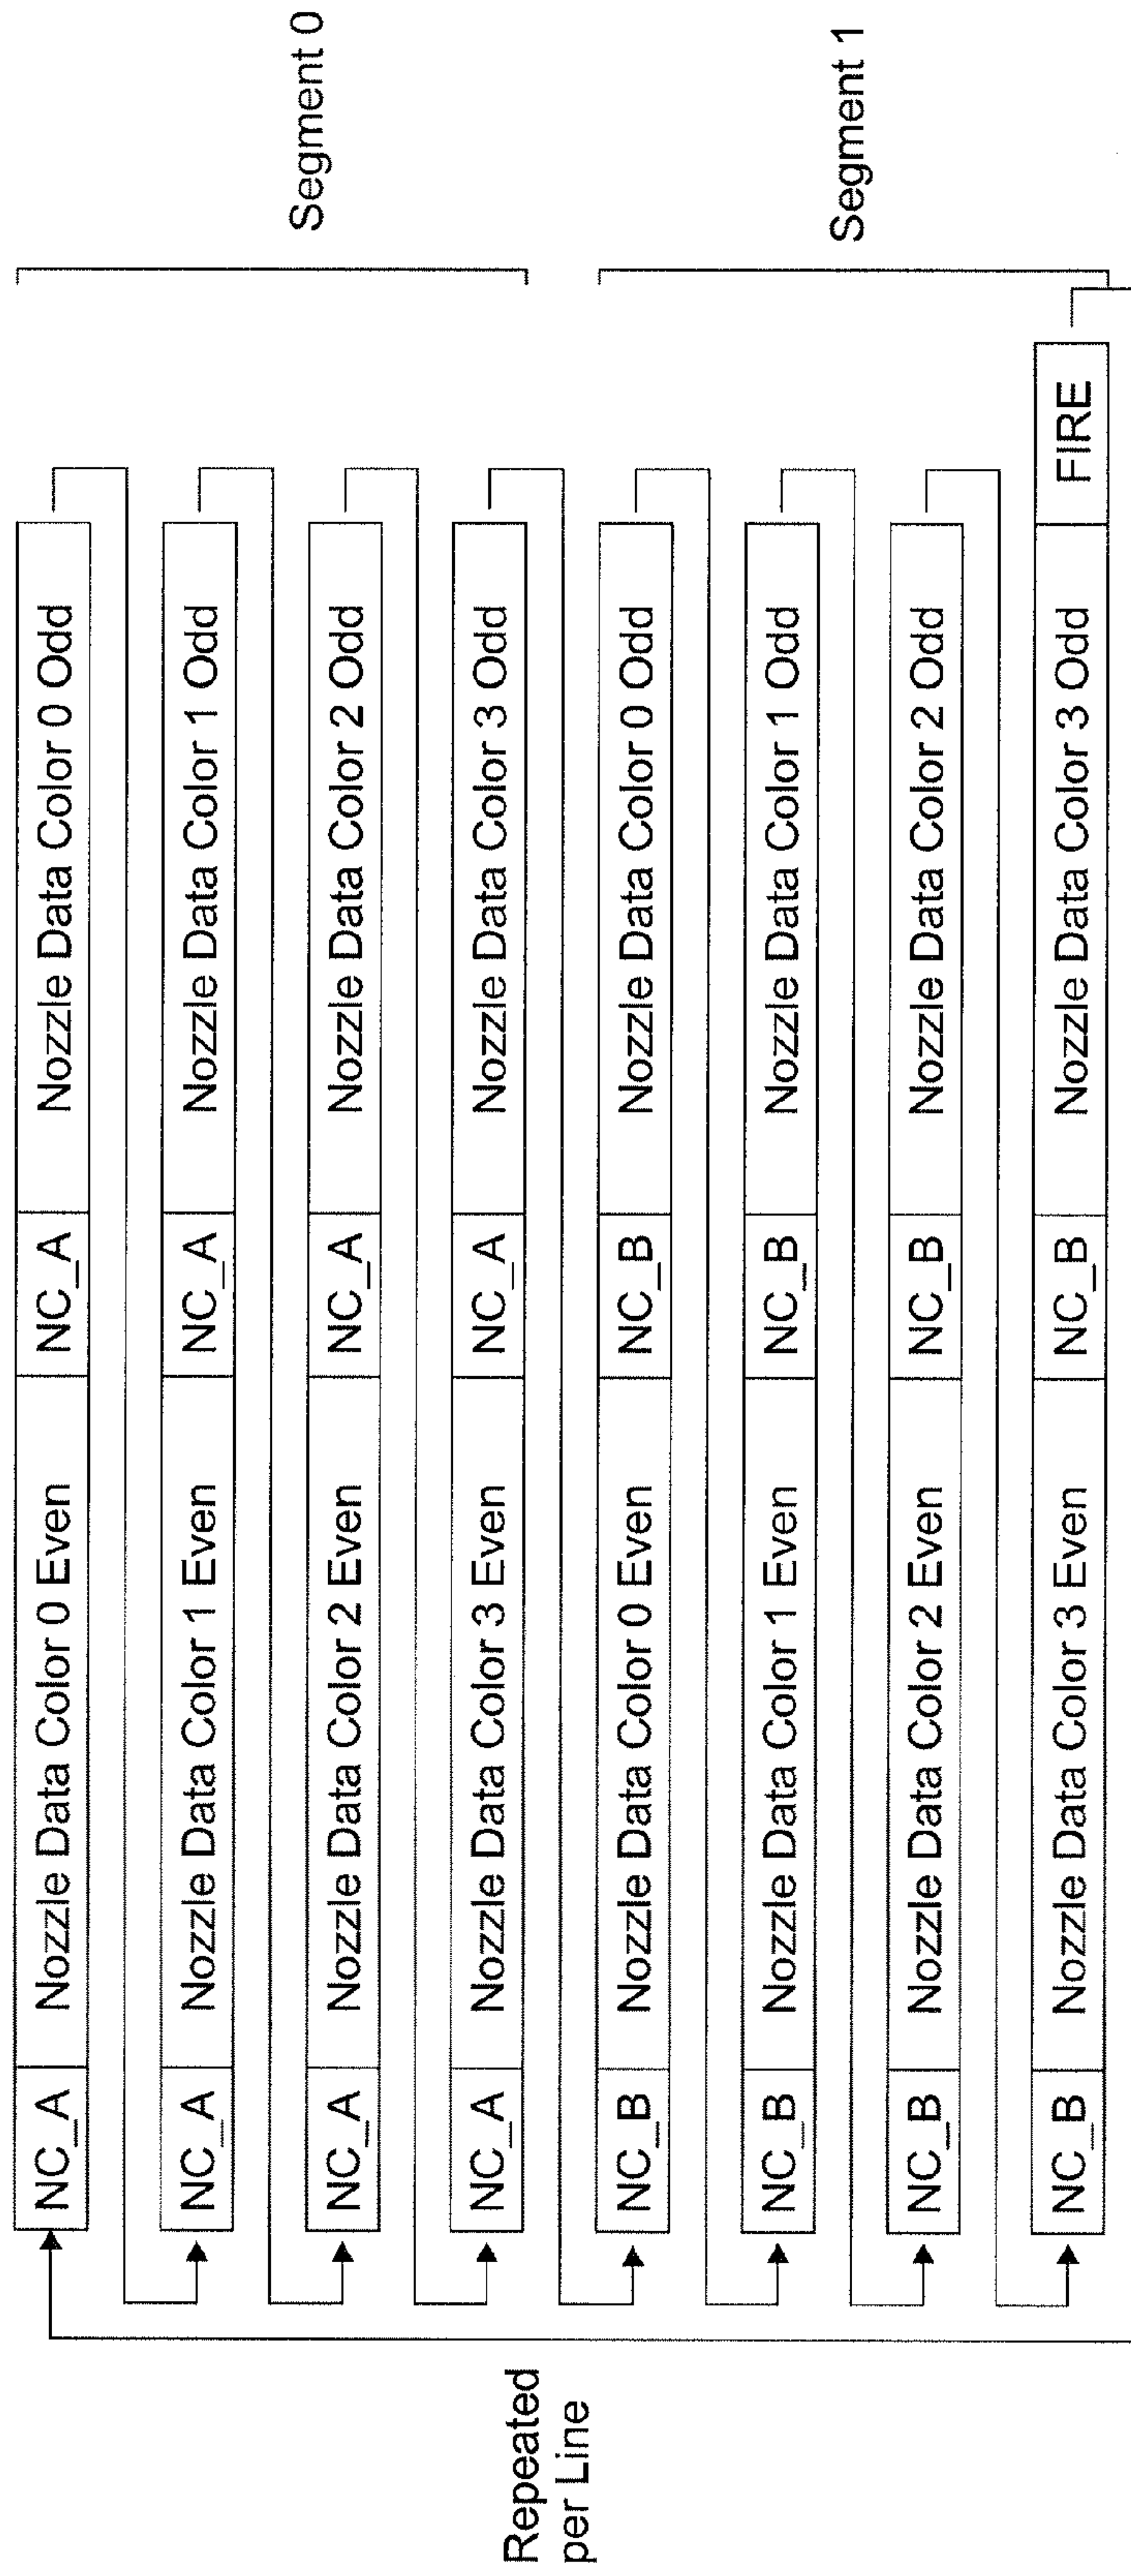 NC_A Nozzle Data Color 0 Even NC_A Nozzle Data Color 0 Odd
NC_A Nozzle Data Color 1 Even NC_A Nozzle Data Color 1 Odd
NC_A Nozzle Data Color 2 Even NC_A Nozzle Data Color 2 Odd
NC_A Nozzle Data Color 3 Even NC_A Nozzle Data Color 3 Odd
Segment 0
NC_B Nozzle Data Color 0 Even NC_B Nozzle Data Color 0 Odd
NC_B Nozzle Data Color 1 Even NC_B Nozzle Data Color 1 Odd
NC_B Nozzle Data Color 2 Even NC_B Nozzle Data Color 2 Odd
NC_B Nozzle Data Color 3 Even NC_B Nozzle Data Color 3 Odd FIRE
Segment 1
Repeated
per Line